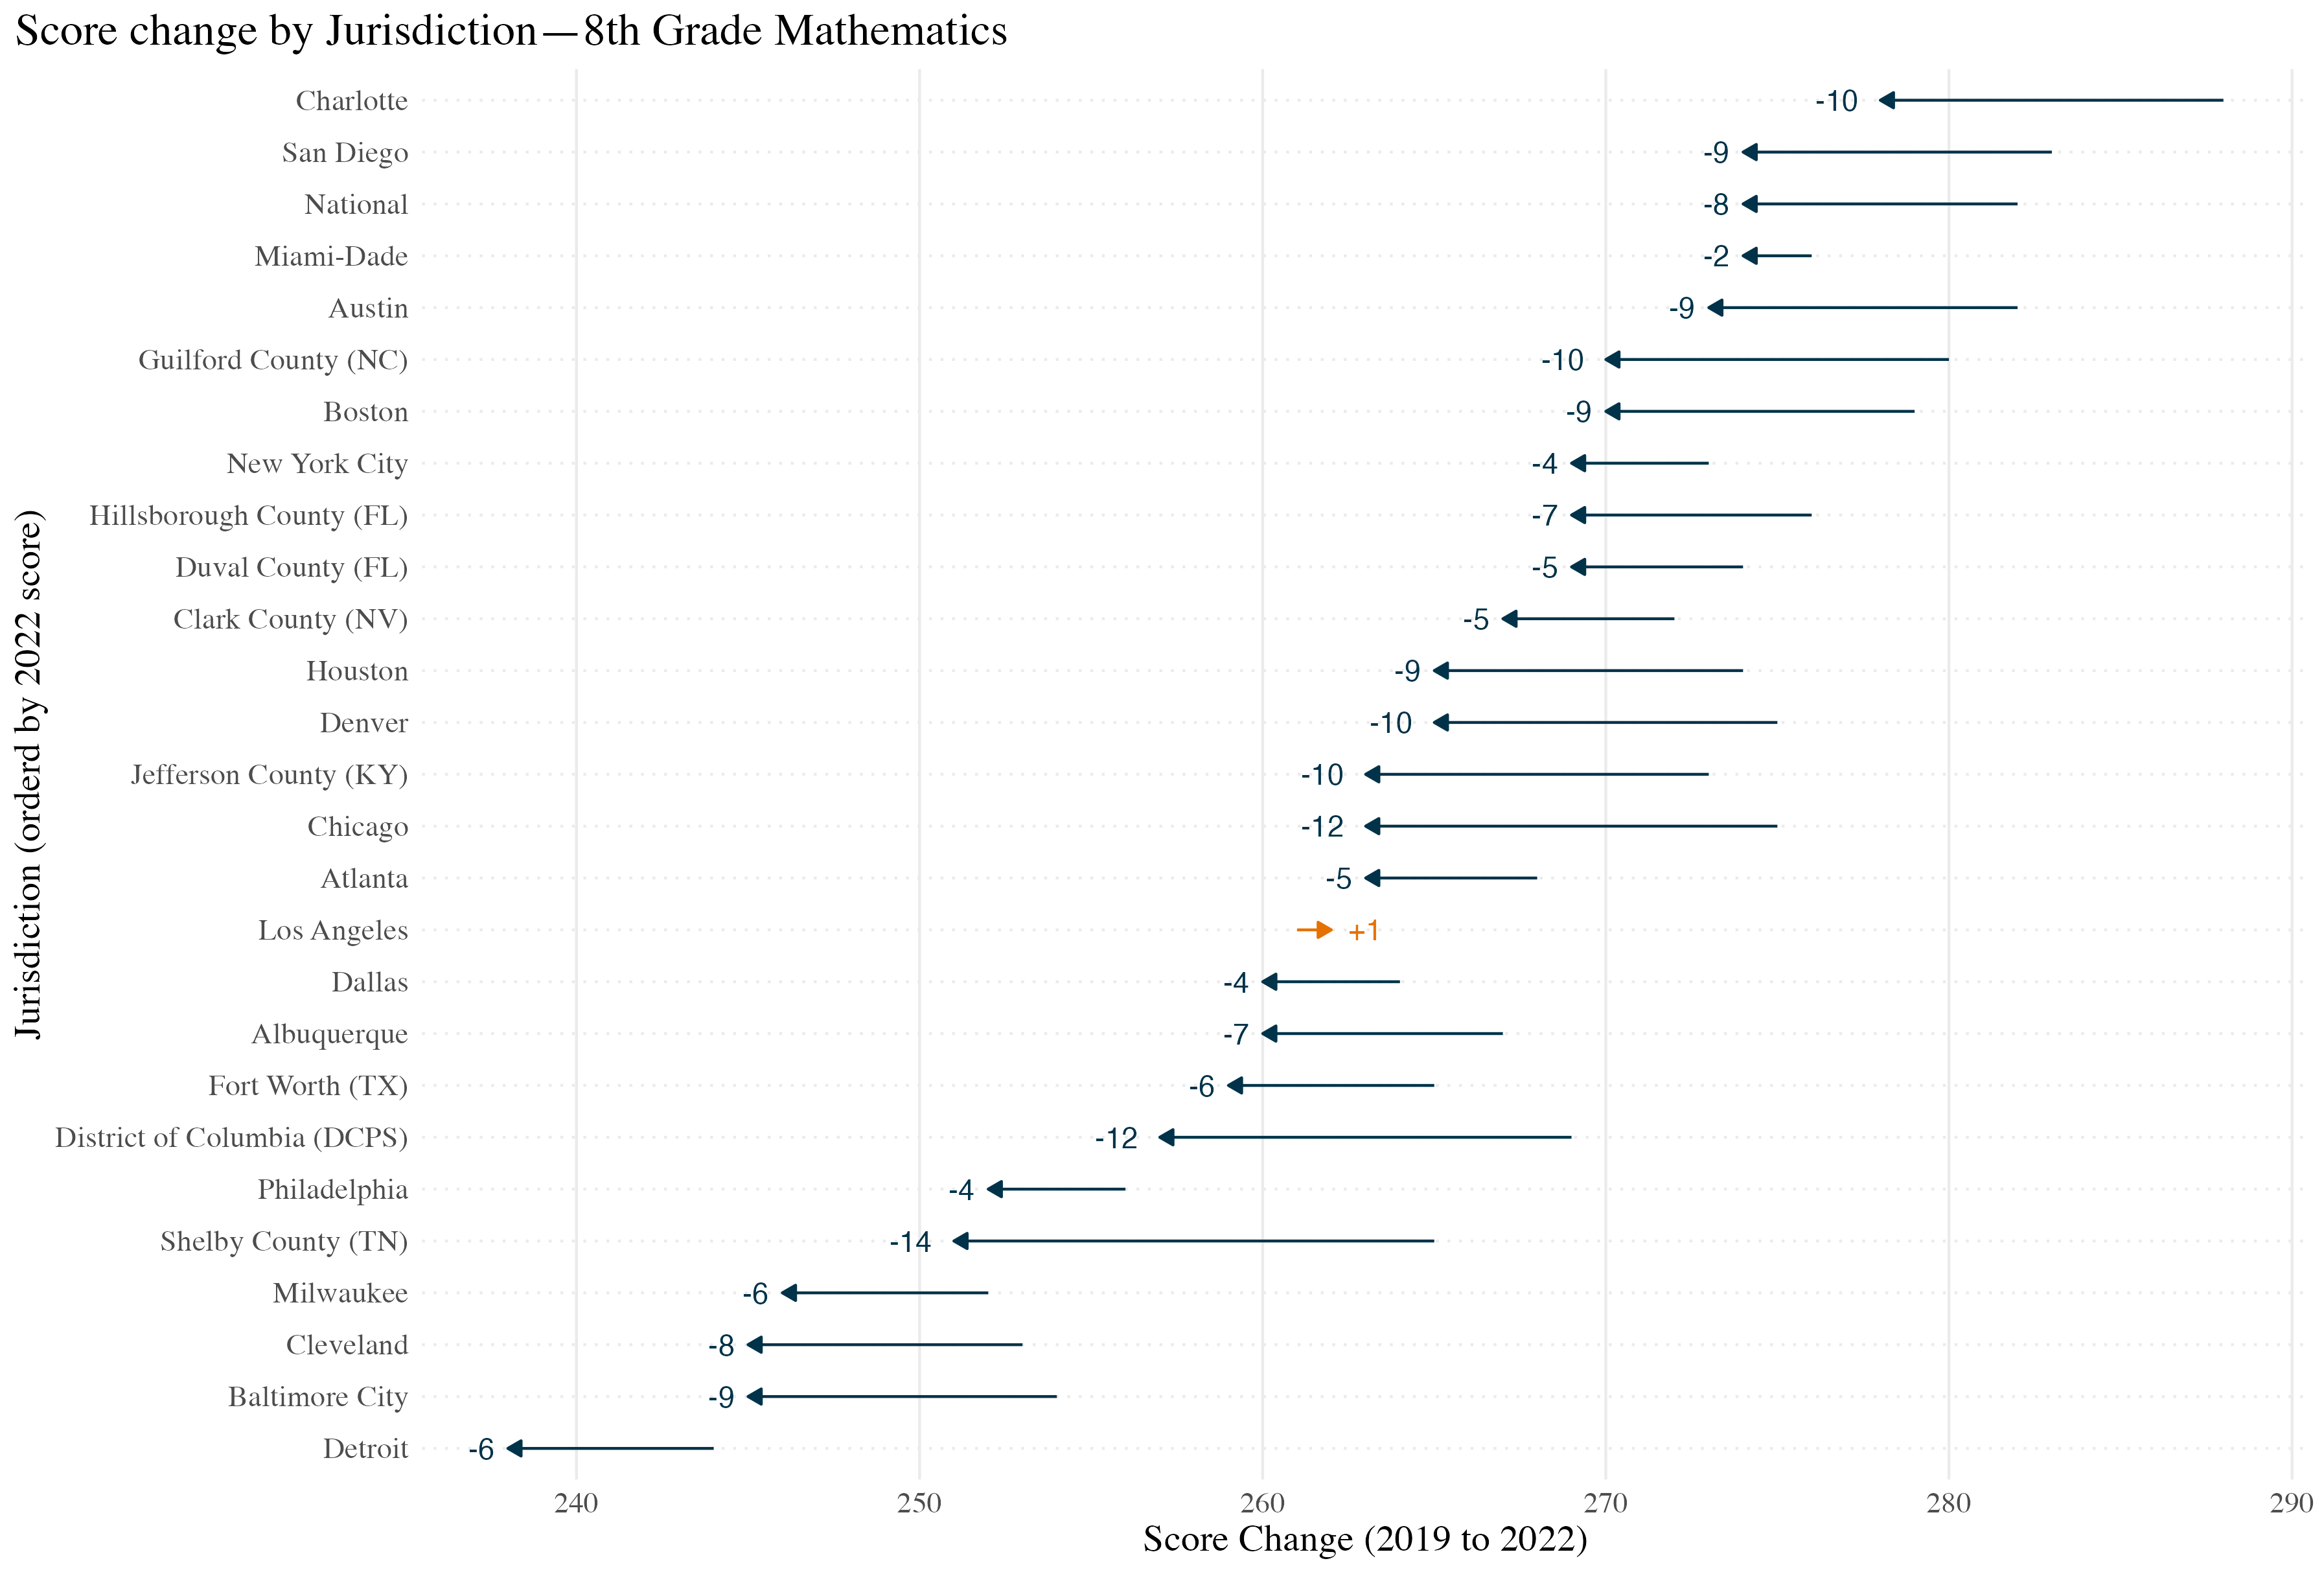 Score change by Jurisdiction—8th Grade Mathematics
Jurisdiction (orderd by 2022 score)
Charlotte -10
San Diego -9
National -8
Miami-Dade -2
Austin -9
Guilford County (NC) -10
Boston -9
New York City -4
Hillsborough County (FL) -7
Duval County (FL) -5
Clark County (NV) -5
Houston -9
Denver -10
Jefferson County (KY) -10
Chicago -12
Atlanta -5
Los Angeles +1
Dallas -4
Albuquerque -7
Fort Worth (TX) -6
District of Columbia (DCPS) -12
Philadelphia -4
Shelby County (TN) -14
Milwaukee -6
Cleveland -8
Baltimore City -9
Detroit -6
240 250 260 270 280 290
Score Change (2019 to 2022)